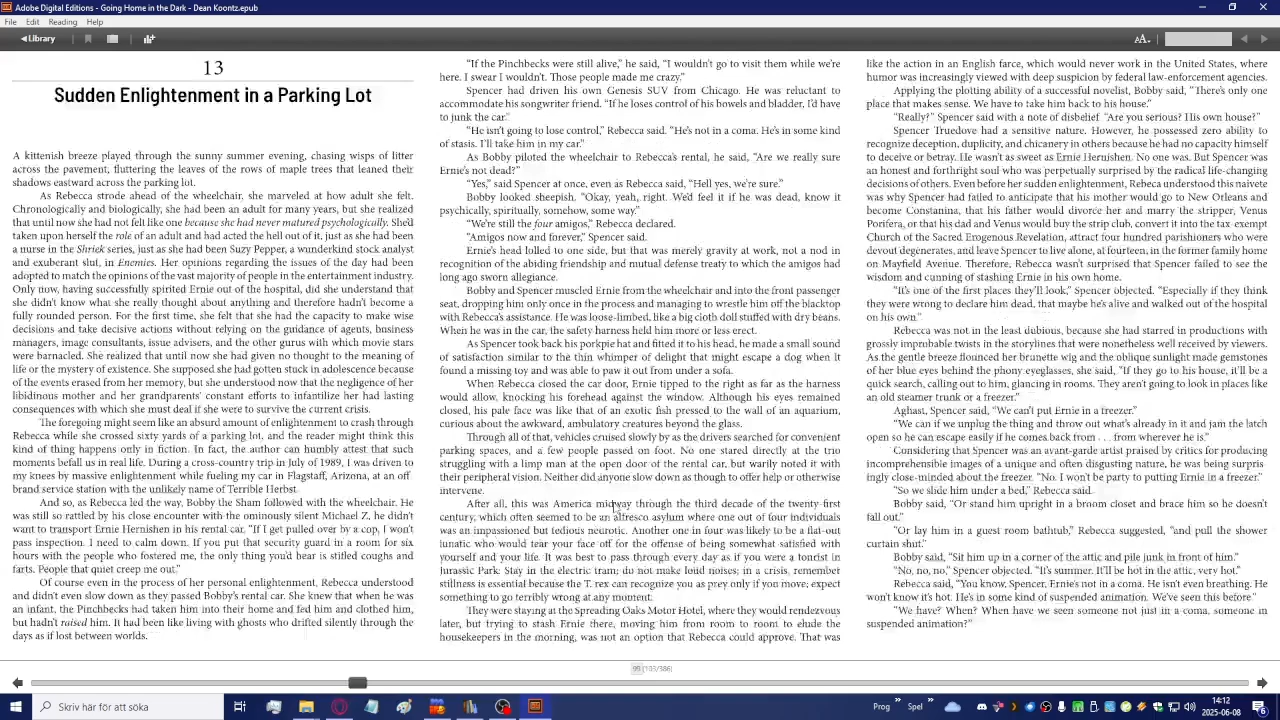 Adobe Digital Editions - Going Home in the Dark - Dean Koontz.epub
File Edit Reading Help
◄Library
AA
13
Sudden Enlightenment in a Parking Lot
A kittenish breeze played through the sunny summer evening, chasing wisps of litter
across the pavement, fluttering the leaves of the rows of maple trees that leaned their
shadows eastward across the parking lot.
As Rebecca strode ahead of the wheelchair, she marveled at how adult she felt.
Chronologically and biologically, she had been an adult for many years, but she realized
that until now she had not felt like one because she had never matured psychologically. She'd
taken upon herself the role of an adult and had acted the hell out of it, just as she had been
a nurse in the Shriek series, just as she had been Suzy Pepper, a wunderkind stock analyst
and exuberant slut, in Enemies. Her opinions regarding the issues of the day had been
adopted to match the opinions of the vast majority of people in the entertainment industry.
Only now, having successfully spirited Ernie out of the hospital, did she understand that
she didn't know what she really thought about anything and therefore hadn't become a
fully rounded person. For the first time, she felt that she had the capacity to make wise
decisions and take decisive actions without relying on the guidance of agents, business
managers, image consultants, issue advisers, and the other gurus with which movie stars
were barnacled. She realized that until now she had given no thought to the meaning of
life or the mystery of existence. She supposed she had gotten stuck in adolescence because
of the events erased from her memory, but she understood now that the negligence of her
libidinous mother and her grandparents' constant efforts to infantilize her had lasting
consequences with which she must deal if she were to survive the current crisis.
The foregoing might seem like an absurd amount of enlightenment to crash through
Rebecca while she crossed sixty yards of a parking lot, and the reader might think this
kind of thing happens only in fiction. In fact, the author can humbly attest that such
moments befall us in real life. During a cross-country trip in July of 1989, I was driven to
my knees by massive enlightenment while fueling my car in Flagstaff, Arizona, at an off-
brand service station with the unlikely name of Terrible Herbst.
And so, as Rebecca led the way, Bobby the Sham followed with the wheelchair. He
was still so rattled by his close encounter with the ominously silent Michael Z, he didn't
want to transport Ernie Hernishen in his rental car. “If I get pulled over by a cop, I won't
pass inspection. I need to calm down. If you put that security guard in a room for six
hours with the people who fostered me, the only thing you'd hear is stifled coughs and
farts. People that quiet creep me out.”
Of course even in the process of her personal enlightenment, Rebecca understood
and didn't even slow down as they passed Bobby's rental car. She knew that when he was
an infant, the Pinchbecks had taken him into their home and fed him and clothed him,
but hadn't raised him. It had been like living with ghosts who drifted silently through the
days as if lost between worlds.
“If the Pinchbecks were still alive,” he said, “I wouldn't go to visit them while we're
here. I swear I wouldn't. Those people made me crazy.”
Spencer had driven his own Genesis SUV from Chicago. He was reluctant to
accommodate his songwriter friend. “If he loses control of his bowels and bladder, I'd have
to junk the car.”
“He isn't going to lose control,” Rebecca said. “He's not in a coma. He's in some kind
of stasis. I'll take him in my car.”
As Bobby piloted the wheelchair to Rebecca's rental, he said, “Are we really sure
Ernie's not dead?”
“Yes,” said Spencer at once, even as Rebecca said, “Hell yes, we're sure.”
Bobby looked sheepish. “Okay, yeah, right. We'd feel it if he was dead, know it
psychically, spiritually, somehow, some way.”
“We're still the four amigos,” Rebecca declared.
“Amigos now and forever,” Spencer said.
Ernie's head lolled to one side, but that was merely gravity at work, not a nod in
recognition of the abiding friendship and mutual defense treaty to which the amigos had
long ago sworn allegiance.
Bobby and Spencer muscled Ernie from the wheelchair and into the front passenger
seat, dropping him only once in the process and managing to wrestle him off the blacktop
with Rebecca's assistance. He was loose-limbed, like a big cloth doll stuffed with dry beans.
When he was in the car, the safety harness held him more or less erect.
As Spencer took back his porkpie hat and fitted it to his head, he made a small sound
of satisfaction similar to the thin whimper of delight that might escape a dog when it
found a missing toy and was able to paw it out from under a sofa.
When Rebecca closed the car door, Ernie tipped to the right as far as the harness
would allow, knocking his forehead against the window. Although his eyes remained
closed, his pale face was like that of an exotic fish pressed to the wall of an aquarium,
curious about the awkward, ambulatory creatures beyond the glass.
Through all of that, vehicles cruised slowly by as the drivers searched for convenient
parking spaces, and a few people passed on foot. No one stared directly at the trio
struggling with a limp man at the open door of the rental car, but warily noted it with
their peripheral vision. Neither did anyone slow down as though to offer help or otherwise
intervene.
After all, this was America midway through the third decade of the twenty-first
century, which often seemed to be an alfresco asylum where one out of four individuals
was an impassioned but tedious neurotic. Another one in four was likely to be a flat-out
lunatic who would tear your face off for the offense of being somewhat satisfied with
yourself and your life. It was best to pass through every day as if you were a tourist in
Jurassic Park: Stay in the electric tram; do not make loud noises; in a crisis, remember
stillness is essential because the T. rex can recognize you as prey only if you move; expect
something to go terribly wrong at any moment.
They were staying at the Spreading Oaks Motor Hotel, where they would rendezvous
later, but trying to stash Ernie there, moving him from room to room to elude the
housekeepers in the morning, was not an option that Rebecca could approve. That was
like the action in an English farce, which would never work in the United States, where
humor was increasingly viewed with deep suspicion by federal law-enforcement agencies.
Applying the plotting ability of a successful novelist, Bobby said, “There's only one
place that makes sense. We have to take him back to his house.”
“Really?” Spencer said with a note of disbelief. “Are you serious? His own house?”
Spencer Truedove had a sensitive nature. However, he possessed zero ability to
recognize deception, duplicity, and chicanery in others because he had no capacity himself
to deceive or betray. He wasn't as sweet as Ernie Hernishen. No one was. But Spencer was
an honest and forthright soul who was perpetually surprised by the radical life-changing
decisions of others. Even before her sudden enlightenment, Rebeca understood this naivete
was why Spencer had failed to anticipate that his mother would go to New Orleans and
become Constanina, that his father would divorce her and marry the stripper, Venus
Porifera, or that his dad and Venus would buy the strip club, convert it into the tax-exempt
Church of the Sacred Erogenous Revelation, attract four hundred parishioners who were
devout degenerates, and leave Spencer to live alone, at fourteen, in the former family home
on Mayfield Avenue. Therefore, Rebecca wasn't surprised that Spencer failed to see the
wisdom and cunning of stashing Ernie in his own home.
“It's one of the first places they'll look,” Spencer objected. “Especially if they think
they were wrong to declare him dead, that maybe he's alive and walked out of the hospital
on his own.”
Rebecca was not in the least dubious, because she had starred in productions with
grossly improbable twists in the storylines that were nonetheless well received by viewers.
As the gentle breeze flounced her brunette wig and the oblique sunlight made gemstones
of her blue eyes behind the phony eyeglasses, she said, “If they go to his house, it'll be a
quick search, calling out to him, glancing in rooms. They aren't going look in places like
an old steamer trunk or a freezer.”
Aghast, Spencer said, “We can't put Ernie in a freezer.”
“We can if we unplug the thing and throw out what's already in it and jam the latch
open so he can escape easily if he comes back from . . . from wherever he is.”
Considering that Spencer was an avant-garde artist praised by critics for producing
incomprehensible images of a unique and often disgusting nature, he was being surpris-
ingly close-minded about the freezer. “No. I won't be party to putting Ernie in a freezer.”
“So we slide him under a bed,” Rebecca said.
Bobby said, “Or stand him upright in a broom closet and brace him so he doesn't
fall out.”
“Or lay him in a guest room bathtub,” Rebecca suggested, “and pull the shower
curtain shut.”
Bobby said, “Sit him up in a corner of the attic and pile junk in front of him.”
“No, no, no,” Spencer objected. “It's summer. It'll be hot in the attic, very hot.”
Rebecca said, “You know, Spencer, Ernie's not in a coma. He isn't even breathing. He
won't know it's hot. He's in some kind of suspended animation. We've seen this before.”
“We have? When? When have we seen someone not just in a coma, someone in
suspended animation?”
99 (103/386)
Skriv här för att söka
Prog
Spel
14:12
2025-06-08
6